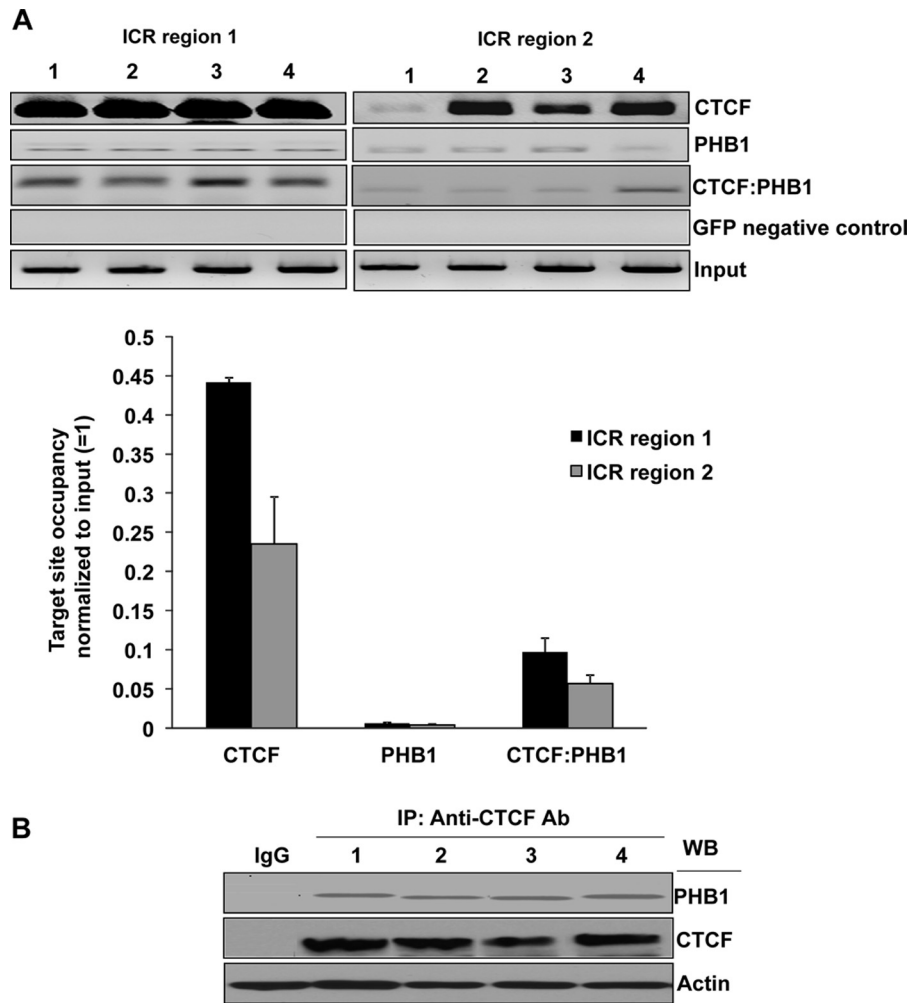 A
ICR region 1
ICR region 2
1 2 3 4
1 2 3 4
CTCF
PHB1
CTCF:PHB1
GFP negative control
Input
Target site occupancy
normalized to input (=1)
0.5
0.45
0.4
0.35
0.3
0.25
0.2
0.15
0.1
0.05
0
ICR region 1
ICR region 2
CTCF PHB1 CTCF:PHB1
B
IP: Anti-CTCF Ab
IgG 1 2 3 4 WB
PHB1
CTCF
Actin